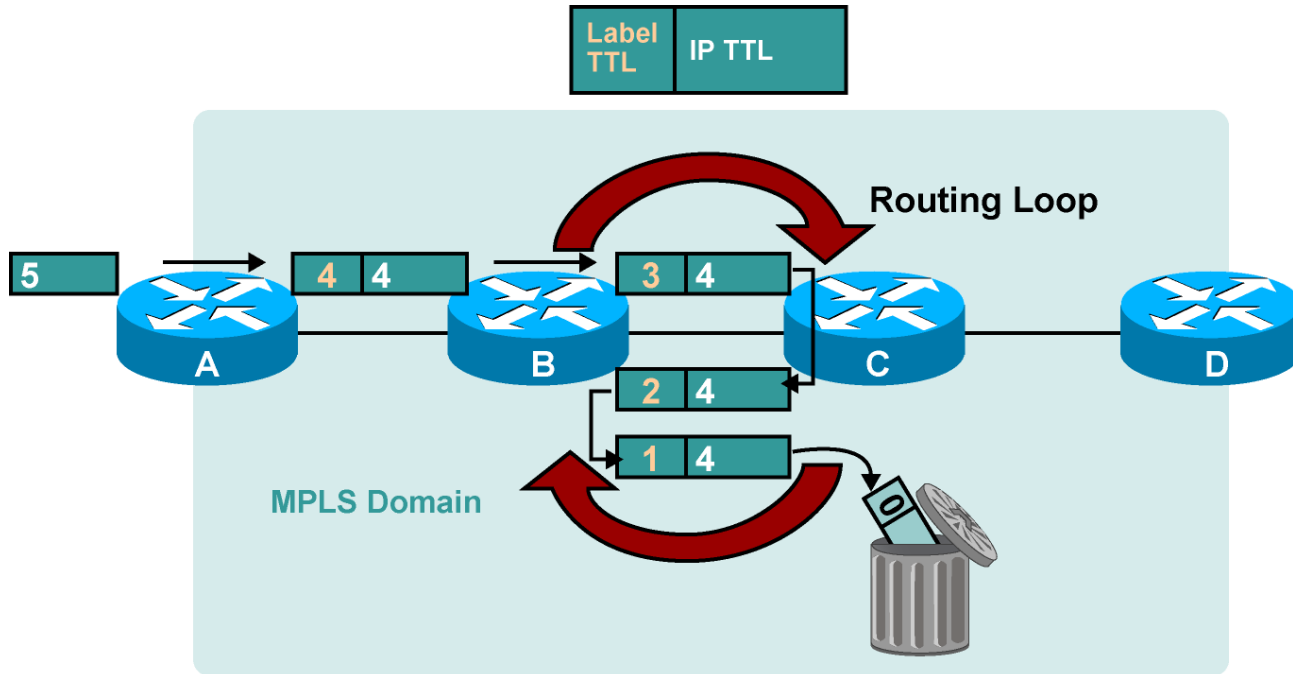 Label
TTL
IP TTL
Routing Loop
5
4 4
3 4
A
B
C
D
2 4
1 4
MPLS Domain
0